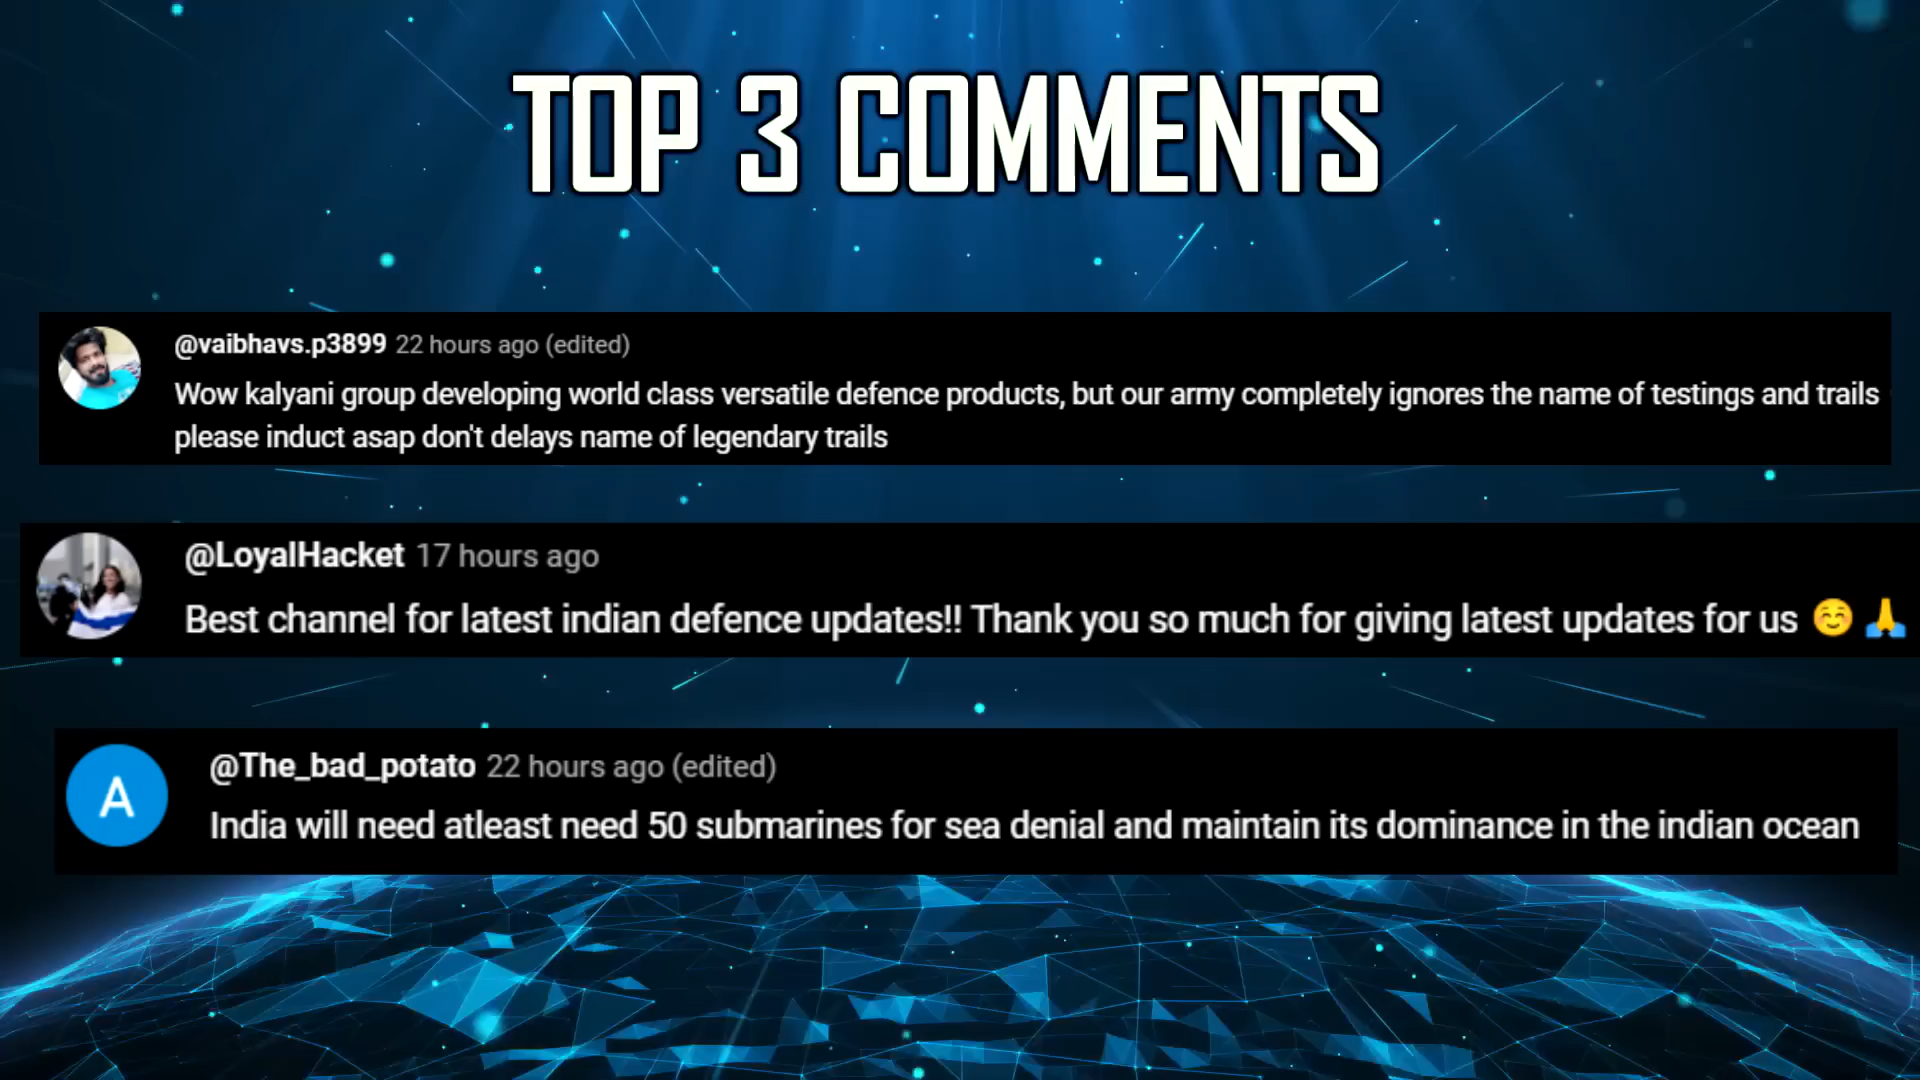 TOP 3 COMMENTS
@vaibhavs.p3899 22 hours ago (edited)
Wow kalyani group developing world class versatile defence products, but our army completely ignores the name of testings and trails
please induct asap don't delays name of legendary trails
@LoyalHacket 17 hours ago
Best channel for latest indian defence updates!! Thank you so much for giving latest updates for us ☺️🙏
A
@The_bad_potato 22 hours ago (edited)
India will need atleast need 50 submarines for sea denial and maintain its dominance in the indian ocean